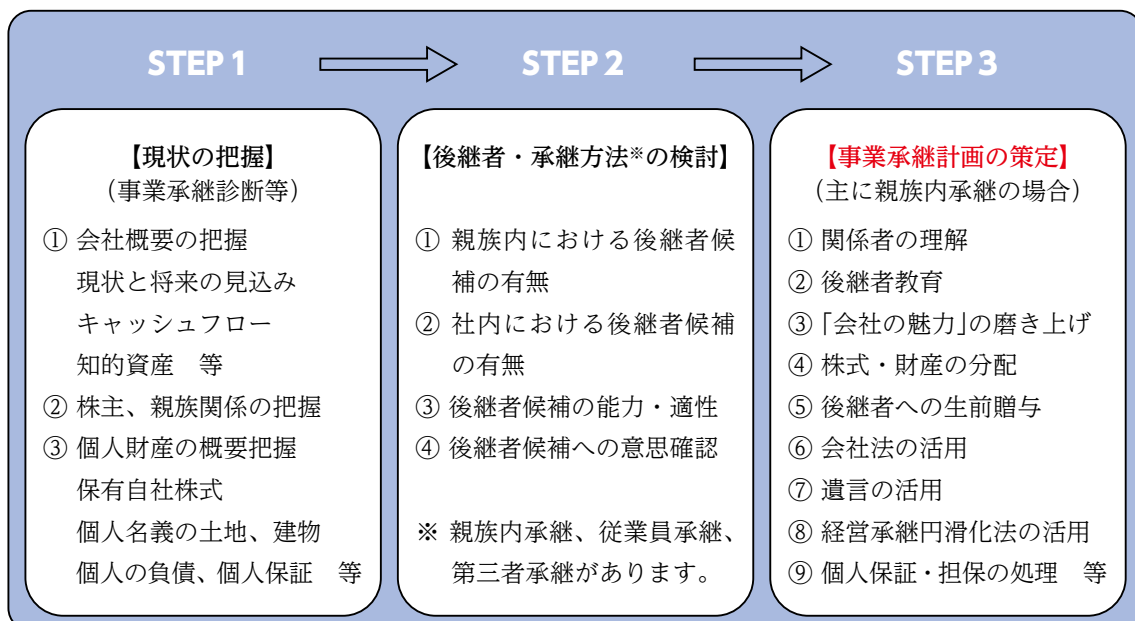 STEP 1
STEP 2
STEP 3
【現状の把握】
（事業承継診断等）
① 会社概要の把握
現状と将来の見込み
キャッシュフロー
知的資産　等
② 株主、親族関係の把握
③ 個人財産の概要把握
保有自社株式
個人名義の土地、建物
個人の負債、個人保証　等
【後継者・承継方法※の検討】
① 親族内における後継者候
補の有無
② 社内における後継者候補
の有無
③ 後継者候補の能力・適性
④ 後継者候補への意思確認
※ 親族内承継、従業員承継、
第三者承継があります。
【事業承継計画の策定】
（主に親族内承継の場合）
① 関係者の理解
② 後継者教育
③「会社の魅力」の磨き上げ
④ 株式・財産の分配
⑤ 後継者への生前贈与
⑥ 会社法の活用
⑦ 遺言の活用
⑧ 経営承継円滑化法の活用
⑨ 個人保証・担保の処理　等